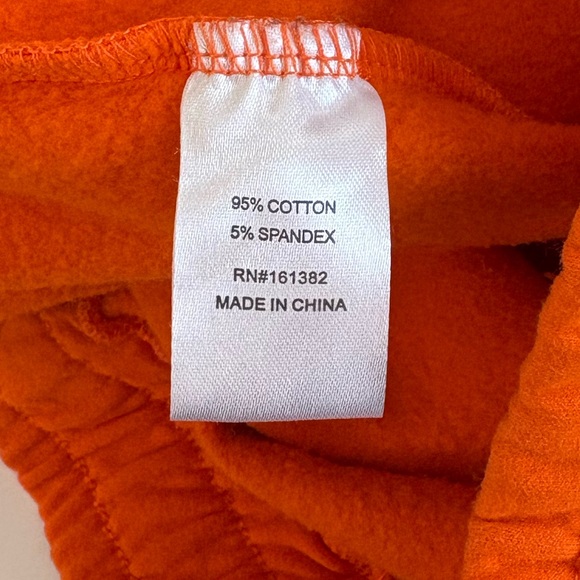 95% COTTON
5% SPANDEX
RN#161382
MADE IN CHINA